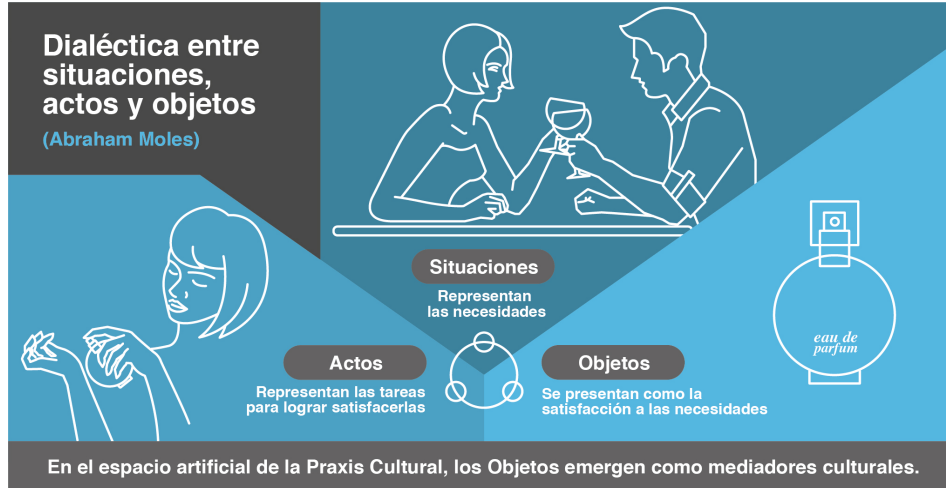 Dialéctica entre
situaciones,
actos y objetos
(Abraham Moles)
Situaciones
Representan
las necesidades
Actos
Representan las tareas
para lograr satisfacerlas
Objetos
Se presentan como la
satisfacción a las necesidades
eau de
parfum
En el espacio artificial de la Praxis Cultural, los Objetos emergen como mediadores culturales.